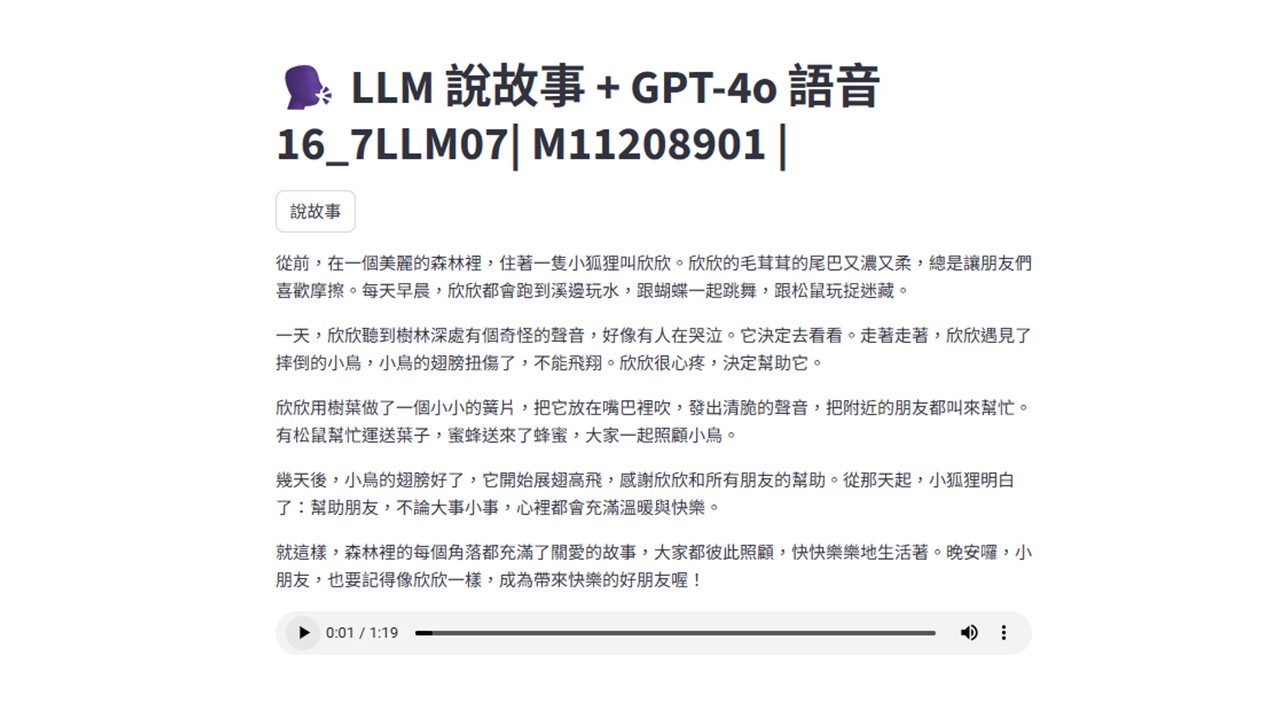 LLM 說故事 + GPT-4o 語音
16_7LLM07| M11208901 |
說故事
從前，在一個美麗的森林裡，住著一隻小狐狸叫欣欣。欣欣的毛茸茸的尾巴又濃又柔，總是讓朋友們
喜歡摩擦。每天早晨，欣欣都會跑到溪邊玩水，跟蝴蝶一起跳舞，跟松鼠玩捉迷藏。
一天，欣欣聽到樹林深處有個奇怪的聲音，好像有人在哭泣。它決定去看看。走著走著，欣欣遇見了
摔倒的小鳥，小鳥的翅膀扭傷了，不能飛翔。欣欣很心疼，決定幫助它。
欣欣用樹葉做了一個小小的簧片，把它放在嘴巴裡吹，發出清脆的聲音，把附近的朋友都叫來幫忙。
有松鼠幫忙運送葉子，蜜蜂送來了蜂蜜，大家一起照顧小鳥。
幾天後，小鳥的翅膀好了，它開始展翅高飛，感謝欣欣和所有朋友的幫助。從那天起，小狐狸明白
了：幫助朋友，不論大事小事，心裡都會充滿溫暖與快樂。
就這樣，森林裡的每個角落都充滿了關愛的故事，大家都彼此照顧，快快樂樂地生活著。晚安囉，小
朋友，也要記得像欣欣一樣，成為帶來快樂的好朋友喔！
0:01 / 1:19